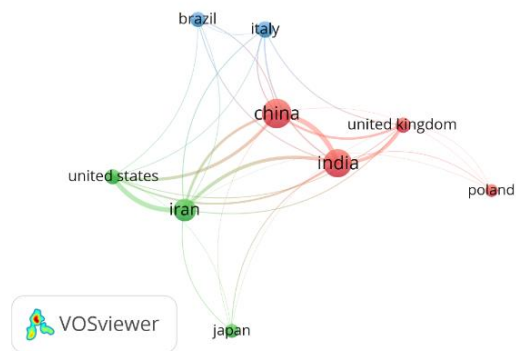 brazil
italy
china
united kingdom
india
united states
poland
iran
japan
VOSviewer